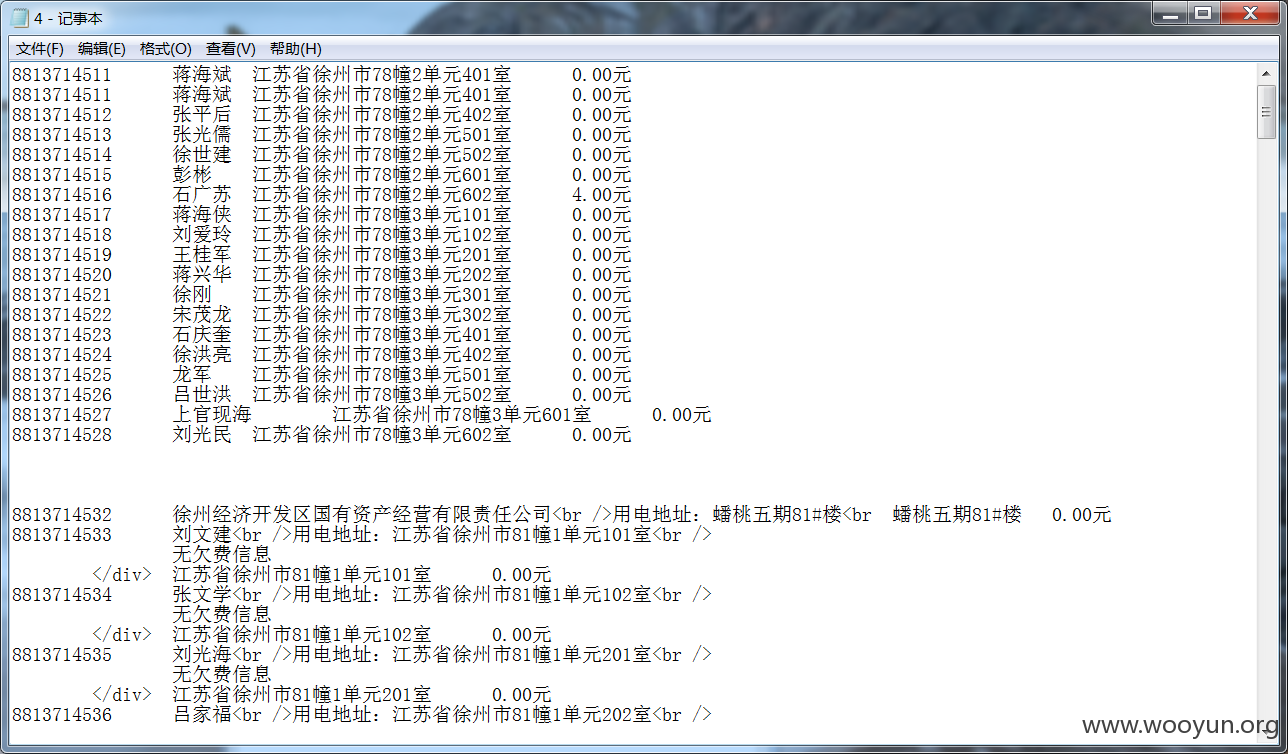 4 - 记事本
文件(F) 编辑(E) 格式(O) 查看(V) 帮助(H)
8813714511 蒋海斌 江苏省徐州市78幢2单元401室 0.00元
8813714511 蒋海斌 江苏省徐州市78幢2单元401室 0.00元
8813714512 张平后 江苏省徐州市78幢2单元402室 0.00元
8813714513 张光儒 江苏省徐州市78幢2单元501室 0.00元
8813714514 徐世建 江苏省徐州市78幢2单元502室 0.00元
8813714515 彭彬 江苏省徐州市78幢2单元601室 0.00元
8813714516 石广苏 江苏省徐州市78幢2单元602室 4.00元
8813714517 蒋海侠 江苏省徐州市78幢3单元101室 0.00元
8813714518 刘爱玲 江苏省徐州市78幢3单元102室 0.00元
8813714519 王桂军 江苏省徐州市78幢3单元201室 0.00元
8813714520 蒋兴华 江苏省徐州市78幢3单元202室 0.00元
8813714521 徐刚 江苏省徐州市78幢3单元301室 0.00元
8813714522 宋茂龙 江苏省徐州市78幢3单元302室 0.00元
8813714523 石庆奎 江苏省徐州市78幢3单元401室 0.00元
8813714524 徐洪亮 江苏省徐州市78幢3单元402室 0.00元
8813714525 龙军 江苏省徐州市78幢3单元501室 0.00元
8813714526 吕世洪 江苏省徐州市78幢3单元502室 0.00元
8813714527 上官现海 江苏省徐州市78幢3单元601室 0.00元
8813714528 刘光民 江苏省徐州市78幢3单元602室 0.00元
8813714532 徐州经济开发区国有资产经营有限责任公司<br />用电地址：蟠桃五期81#楼<br 蟠桃五期81#楼 0.00元
8813714533 刘文建<br />用电地址：江苏省徐州市81幢1单元101室<br />
无欠费信息
</div> 江苏省徐州市81幢1单元101室 0.00元
8813714534 张文学<br />用电地址：江苏省徐州市81幢1单元102室<br />
无欠费信息
</div> 江苏省徐州市81幢1单元102室 0.00元
8813714535 刘光海<br />用电地址：江苏省徐州市81幢1单元201室<br />
无欠费信息
</div> 江苏省徐州市81幢1单元201室 0.00元
8813714536 吕家福<br />用电地址：江苏省徐州市81幢1单元202室<br />
www.wooyun.org